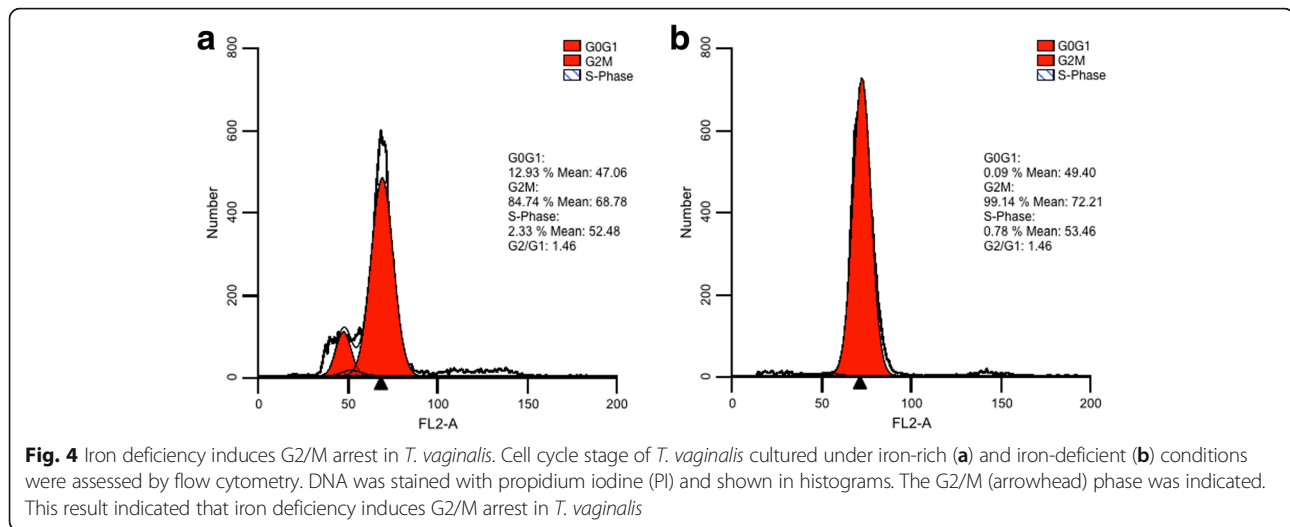 a
800
600
400
200
0
Number
0 50 100 150 200
FL2-A
G0G1
G2M
S-Phase
G0G1:
12.93 % Mean: 47.06
G2M:
84.74 % Mean: 68.78
S-Phase:
2.33 % Mean: 52.48
G2/G1: 1.46
b
800
600
400
200
0
Number
0 50 100 150 200
FL2-A
G0G1
G2M
S-Phase
G0G1:
0.09 % Mean: 49.40
G2M:
99.14 % Mean: 72.21
S-Phase:
0.78 % Mean: 53.46
G2/G1: 1.46
Fig. 4 Iron deficiency induces G2/M arrest in T. vaginalis. Cell cycle stage of T. vaginalis cultured under iron-rich (a) and iron-deficient (b) conditions
were assessed by flow cytometry. DNA was stained with propidium iodine (PI) and shown in histograms. The G2/M (arrowhead) phase was indicated.
This result indicated that iron deficiency induces G2/M arrest in T. vaginalis